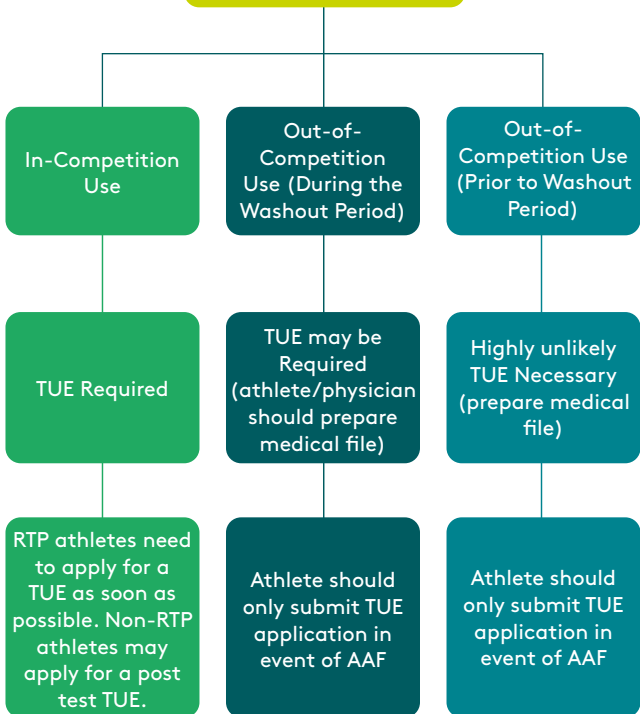 In-Competition
Use
Out-of-
Competition
Use (During the
Washout Period)
Out-of-
Competition Use
(Prior to Washout
Period)
TUE Required
TUE may be
Required
(athlete/physician
should prepare
medical file)
Highly unlikely
TUE Necessary
(prepare medical
file)
RTP athletes need
to apply for a
TUE as soon as
possible. Non-RTP
athletes may
apply for a post
test TUE.
Athlete should
only submit TUE
application in
event of AAF
Athlete should
only submit TUE
application in
event of AAF